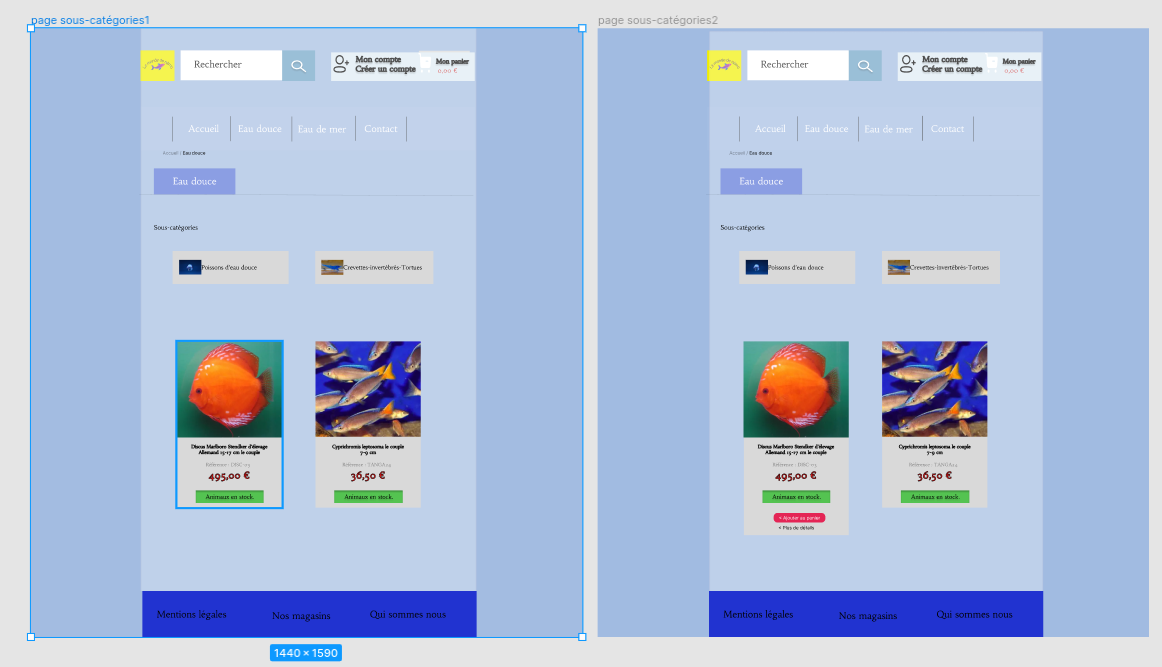 page sous-catégories1
Rechercher
Mon compte
Créer un compte
Mon panier
0,00 €
Accueil
Eau douce
Eau de mer
Contact
Accueil / Eau douce
Eau douce
Sous-catégories
Poissons d'eau douce
Crevettes-invertébrés-Tortues
Discus Marlboro Stendker d'élevage
Allemand 15-17 cm le couple
495,00 €
Animaux en stock.
Cyprichromis leptosoma le couple
7-9 cm
Référence : TANGA24
36,50 €
Animaux en stock.
Mentions légales
Nos magasins
Qui sommes nous
1440 × 1590
page sous-catégories2
Rechercher
Mon compte
Créer un compte
Mon panier
0,00 €
Accueil
Eau douce
Eau de mer
Contact
Accueil / Eau douce
Eau douce
Sous-catégories
Poissons d'eau douce
Crevettes-invertébrés-Tortues
Discus Marlboro Stendker d'élevage
Allemand 15-17 cm le couple
495,00 €
Animaux en stock.
+ Ajouter au panier
+ Plus de détails
Cyprichromis leptosoma le couple
7-9 cm
Référence : TANGA24
36,50 €
Animaux en stock.
Mentions légales
Nos magasins
Qui sommes nous